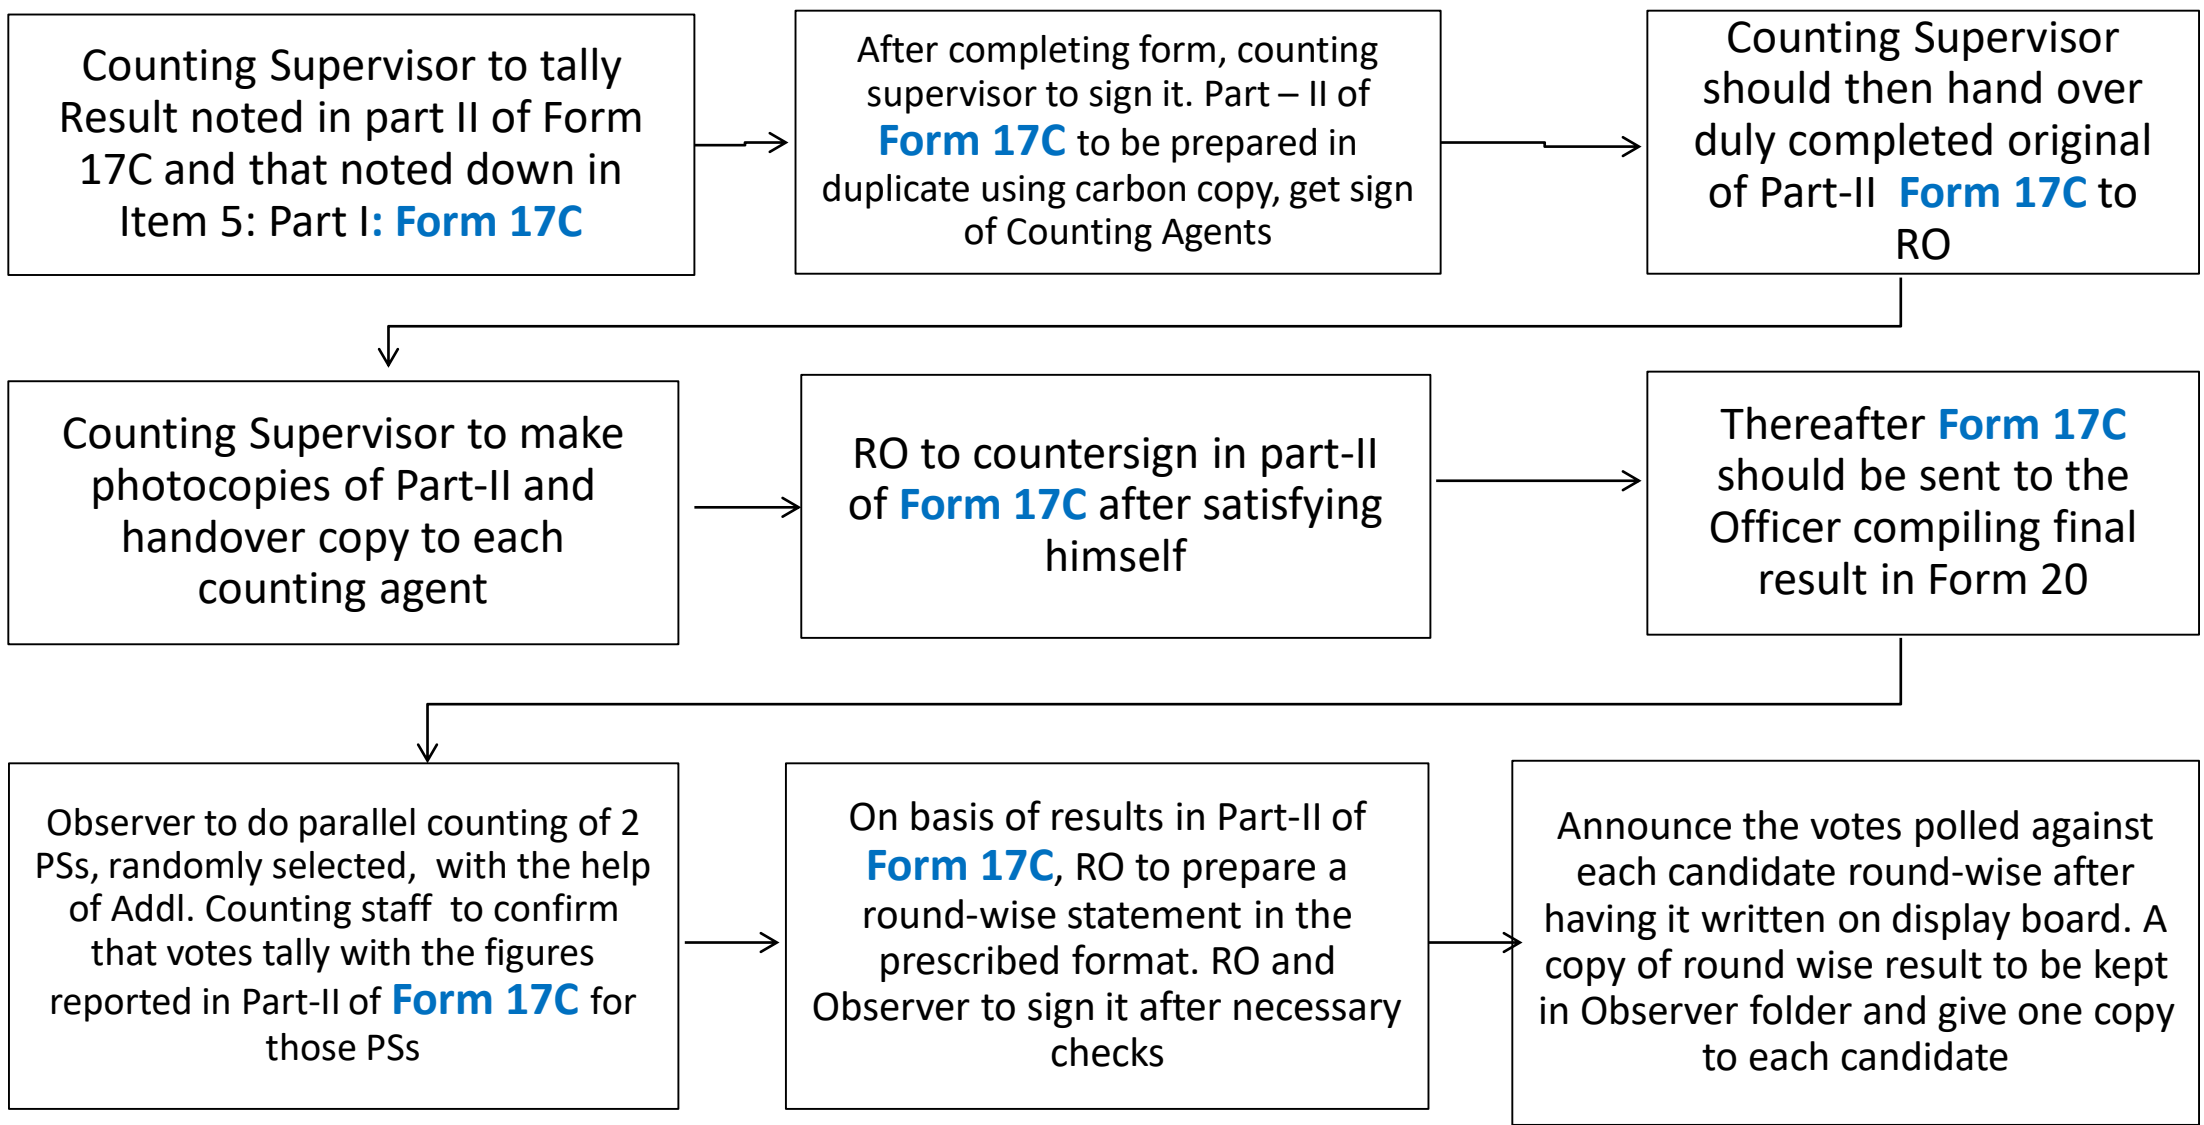 Counting Supervisor to tally
Result noted in part II of Form
17C and that noted down in
Item 5: Part I: Form 17C
After completing form, counting
supervisor to sign it. Part – II of
Form 17C to be prepared in
duplicate using carbon copy, get sign
of Counting Agents
Counting Supervisor
should then hand over
duly completed original
of Part-II Form 17C to
RO
Counting Supervisor to make
photocopies of Part-II and
handover copy to each
counting agent
RO to countersign in part-II
of Form 17C after satisfying
himself
Thereafter Form 17C
should be sent to the
Officer compiling final
result in Form 20
Observer to do parallel counting of 2
PSs, randomly selected, with the help
of Addl. Counting staff to confirm
that votes tally with the figures
reported in Part-II of Form 17C for
those PSs
On basis of results in Part-II of
Form 17C, RO to prepare a
round-wise statement in the
prescribed format. RO and
Observer to sign it after necessary
checks
Announce the votes polled against
each candidate round-wise after
having it written on display board. A
copy of round wise result to be kept
in Observer folder and give one copy
to each candidate